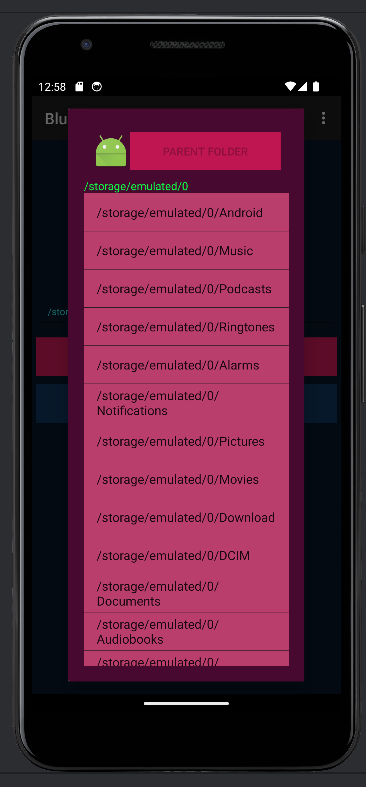 12:58
Blu
PARENT FOLDER
/storage/emulated/0
/storage/emulated/0/Android
/storage/emulated/0/Music
/storage/emulated/0/Podcasts
/storage/emulated/0/Ringtones
/stor
/storage/emulated/0/Alarms
/storage/emulated/0/
Notifications
/storage/emulated/0/Pictures
/storage/emulated/0/Movies
/storage/emulated/0/Download
/storage/emulated/0/DCIM
/storage/emulated/0/
Documents
/storage/emulated/0/
Audiobooks
/storage/emulated/0/